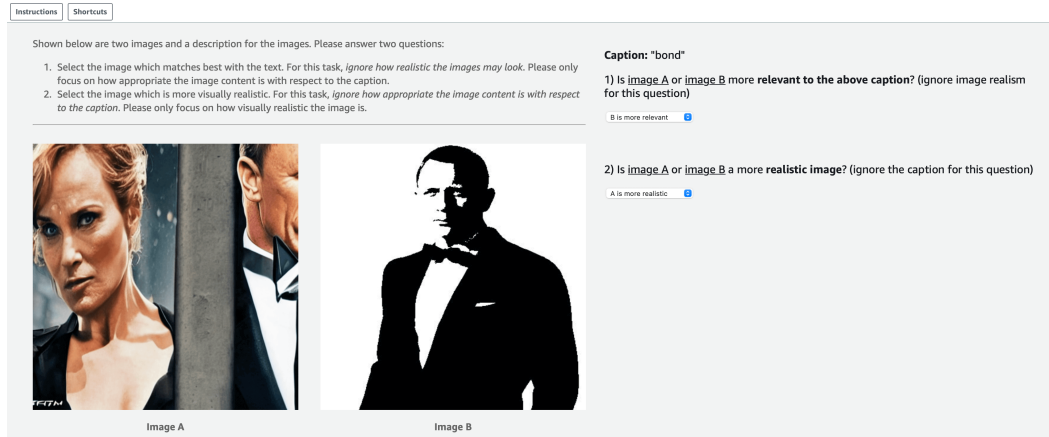 Instructions
Shortcuts
Shown below are two images and a description for the images. Please answer two questions:
1. Select the image which matches best with the text. For this task, ignore how realistic the images may look. Please only
focus on how appropriate the image content is with respect to the caption.
2. Select the image which is more visually realistic. For this task, ignore how appropriate the image content is with respect
to the caption. Please only focus on how visually realistic the image is.
Image A
Image B
Caption: "bond"
1) Is image A or image B more relevant to the above caption? (ignore image realism
for this question)
B is more relevant
2) Is image A or image B a more realistic image? (ignore the caption for this question)
A is more realistic